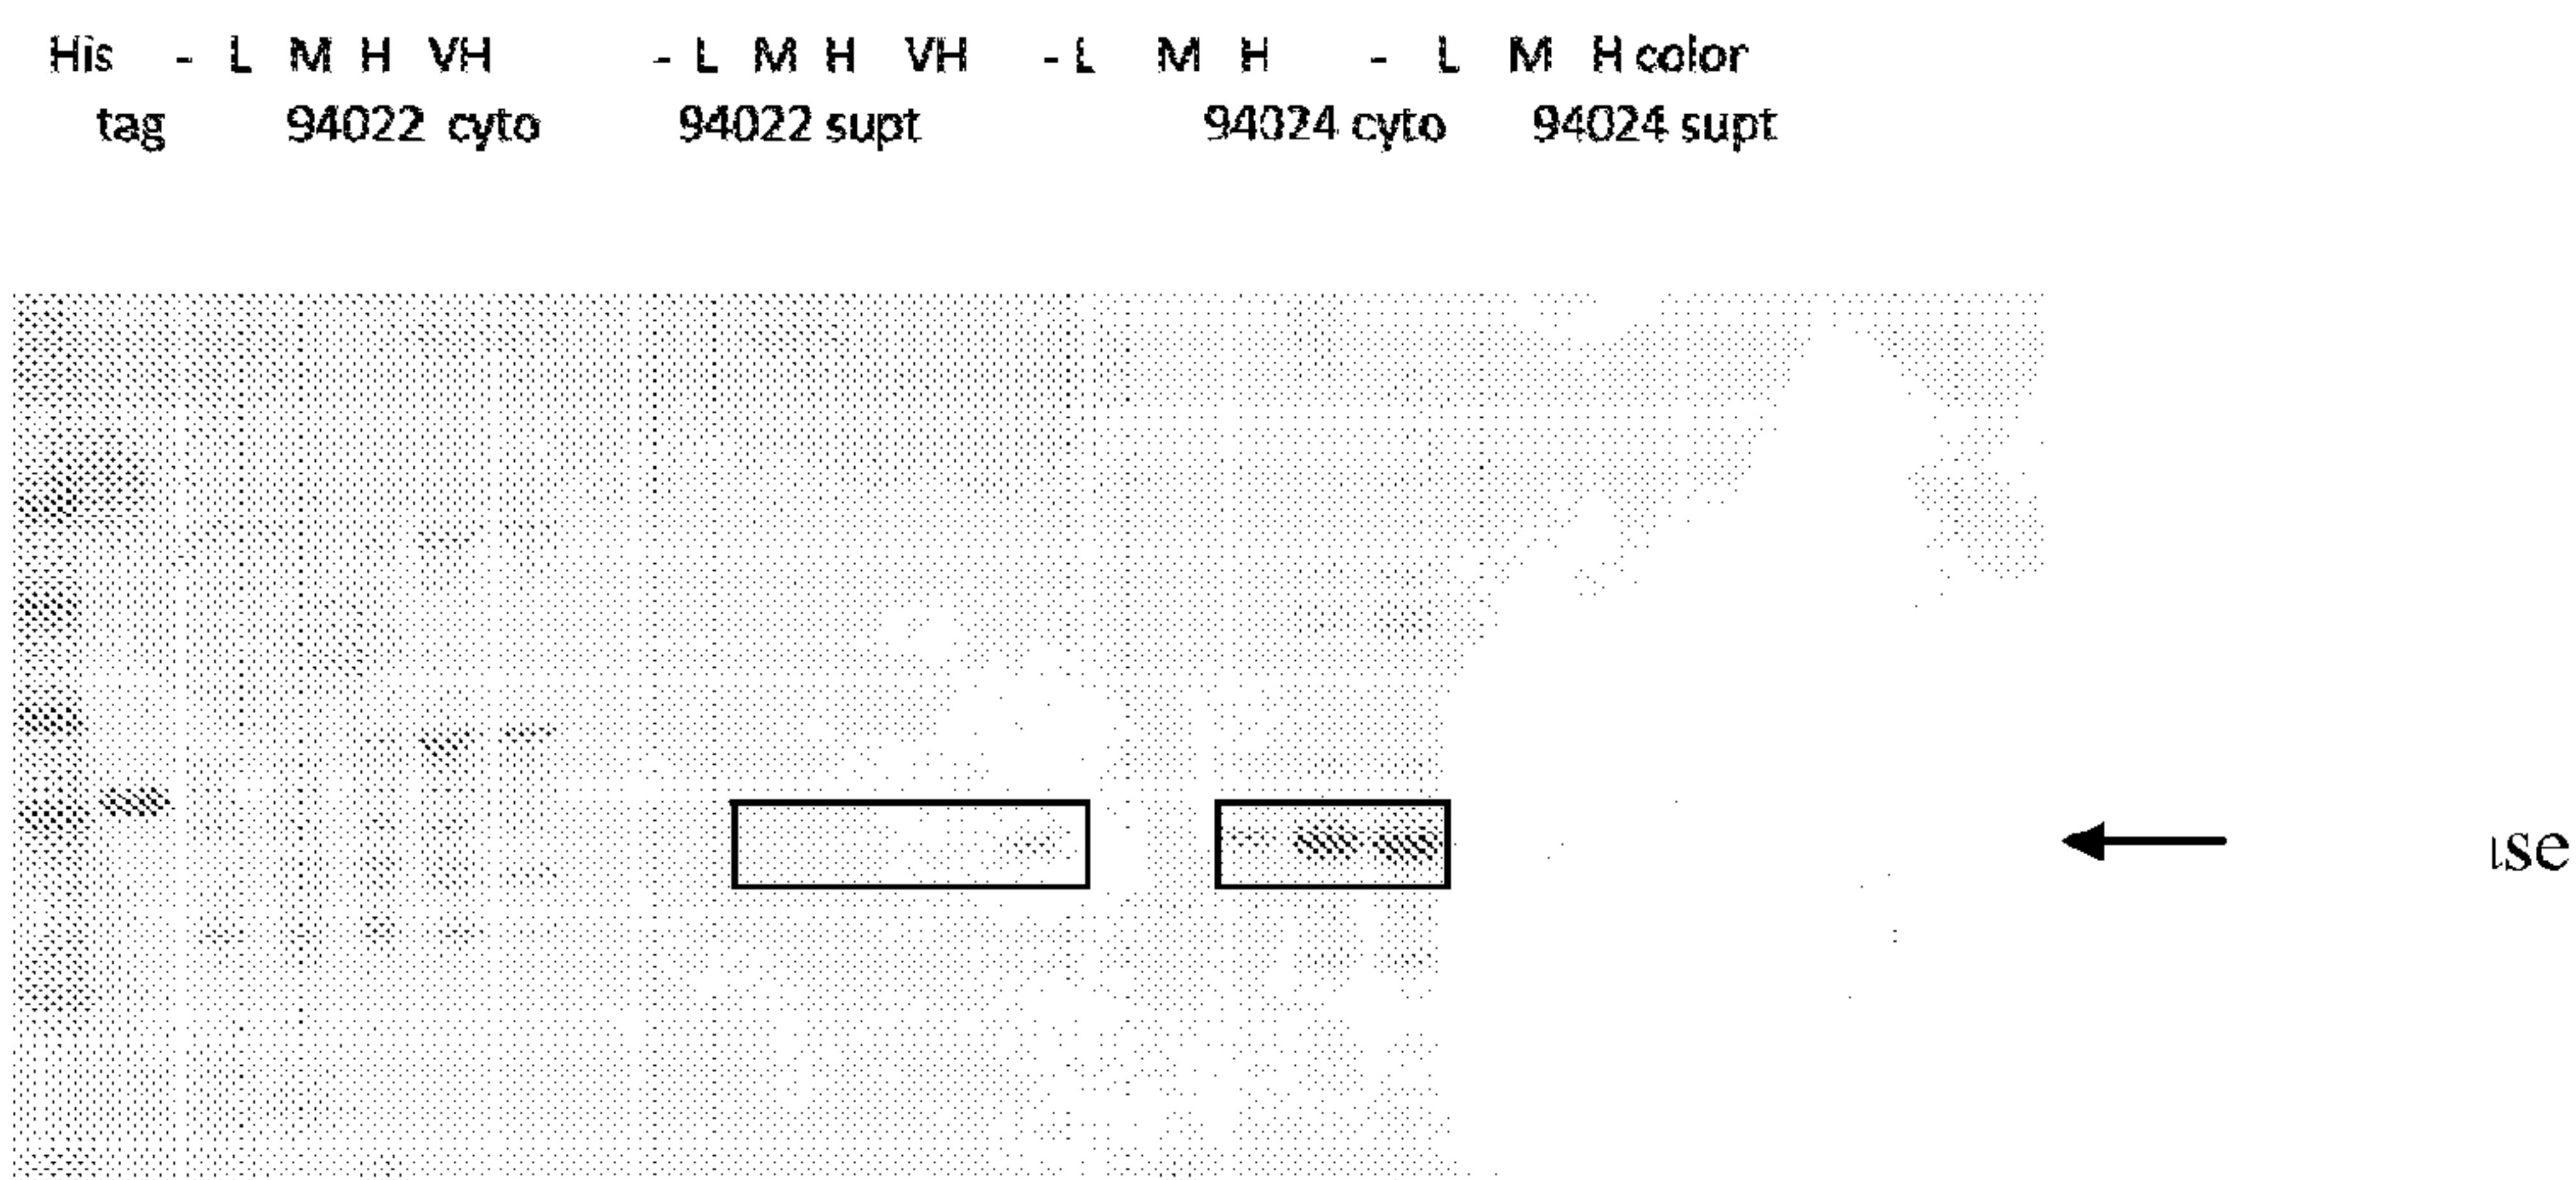 His - L M H VH - L M H VH - L M H - L M H color
tag 94022 cyto 94022 supt 94024 cyto 94024 supt